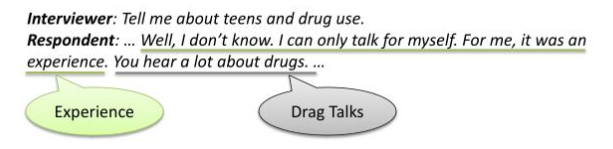 Interviewer: Tell me about teens and drug use.
Respondent: … Well, I don’t know. I can only talk for myself. For me, it was an
experience. You hear a lot about drugs. …
Experience
Drag Talks